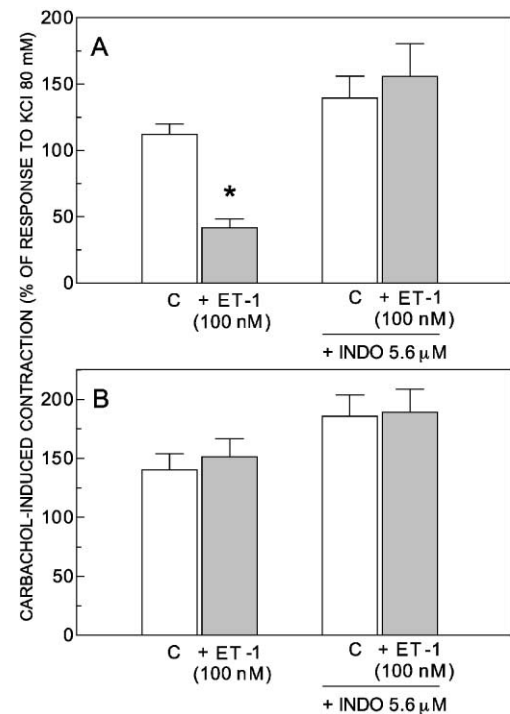 CARBACHOL-INDUCED CONTRACTION (% OF RESPONSE TO KCl 80 mM)
A
200
150
100
50
0
*
C + ET-1 C + ET-1
(100 nM) (100 nM)
+ INDO 5.6 μM
B
200
150
100
50
0
C + ET-1 C + ET-1
(100 nM) (100 nM)
+ INDO 5.6 μM